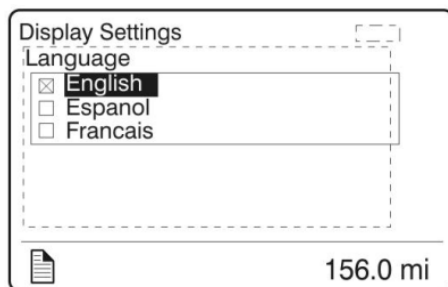 Display Settings
Language
English
Espanol
Francais
156.0 mi